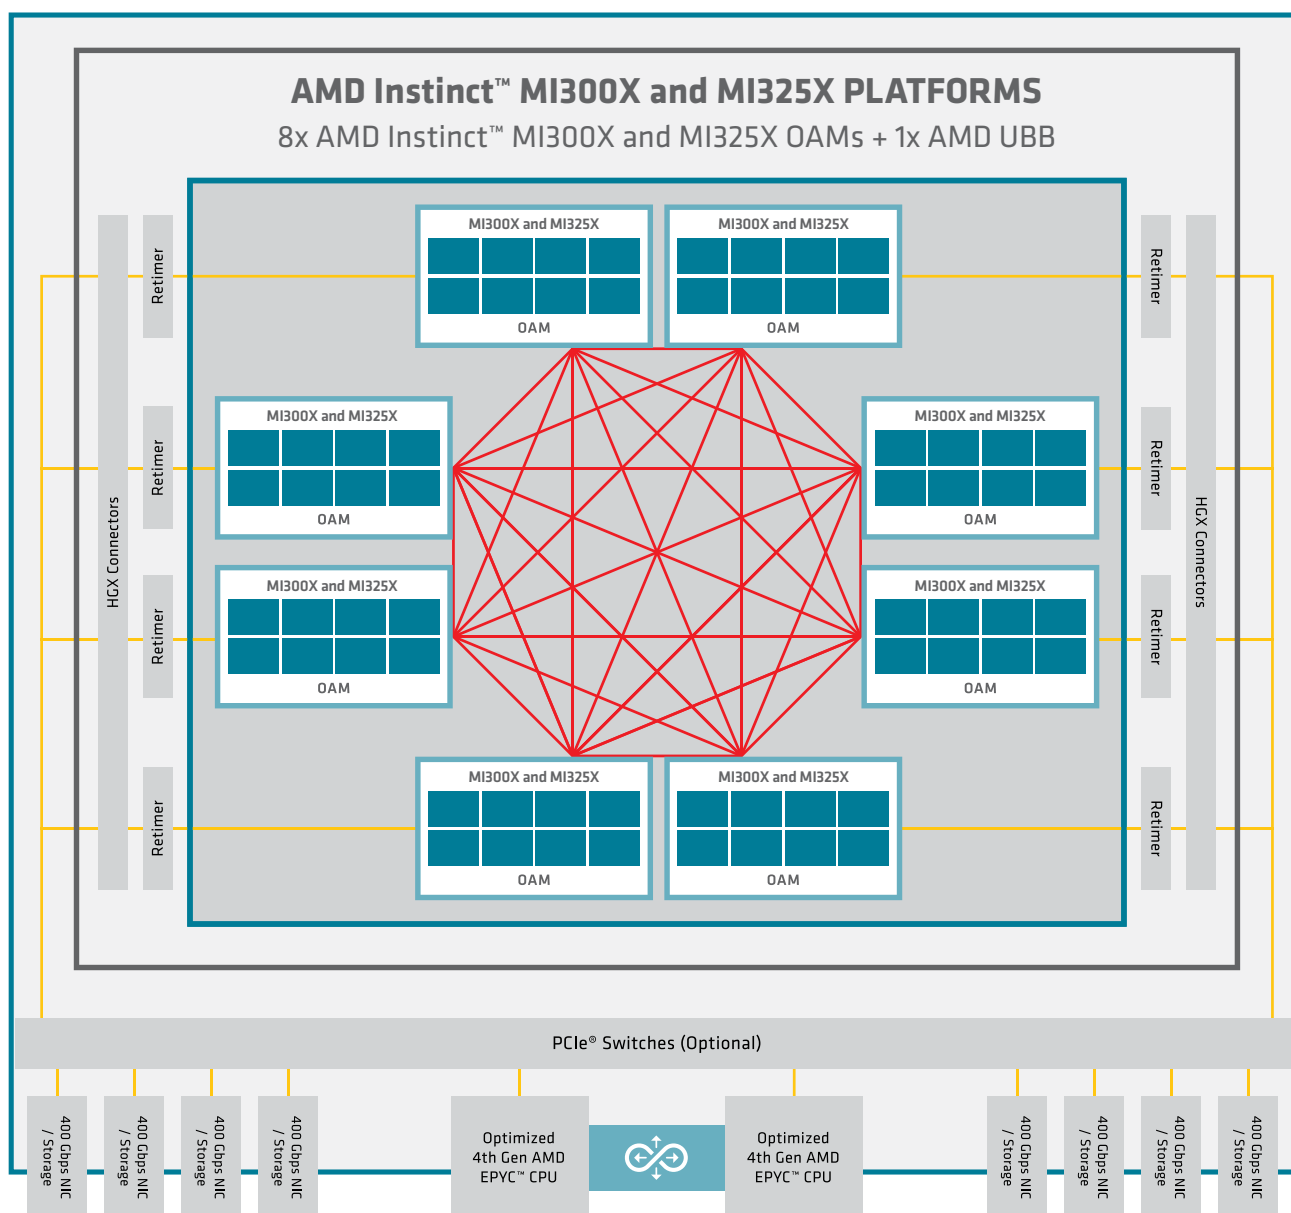 AMD Instinct™ MI300X and MI325X PLATFORMS
8x AMD Instinct™ MI300X and MI325X OAMs + 1x AMD UBB
MI300X and MI325X
OAM
MI300X and MI325X
OAM
Retimer
Retimer
MI300X and MI325X
OAM
MI300X and MI325X
OAM
Retimer
Retimer
HGX Connectors
HGX Connectors
MI300X and MI325X
OAM
MI300X and MI325X
OAM
Retimer
Retimer
MI300X and MI325X
OAM
MI300X and MI325X
OAM
Retimer
Retimer
PCIe® Switches (Optional)
400 Gbps NIC
/ Storage
400 Gbps NIC
/ Storage
400 Gbps NIC
/ Storage
400 Gbps NIC
/ Storage
Optimized
4th Gen AMD
EPYC™ CPU
Optimized
4th Gen AMD
EPYC™ CPU
400 Gbps NIC
/ Storage
400 Gbps NIC
/ Storage
400 Gbps NIC
/ Storage
400 Gbps NIC
/ Storage